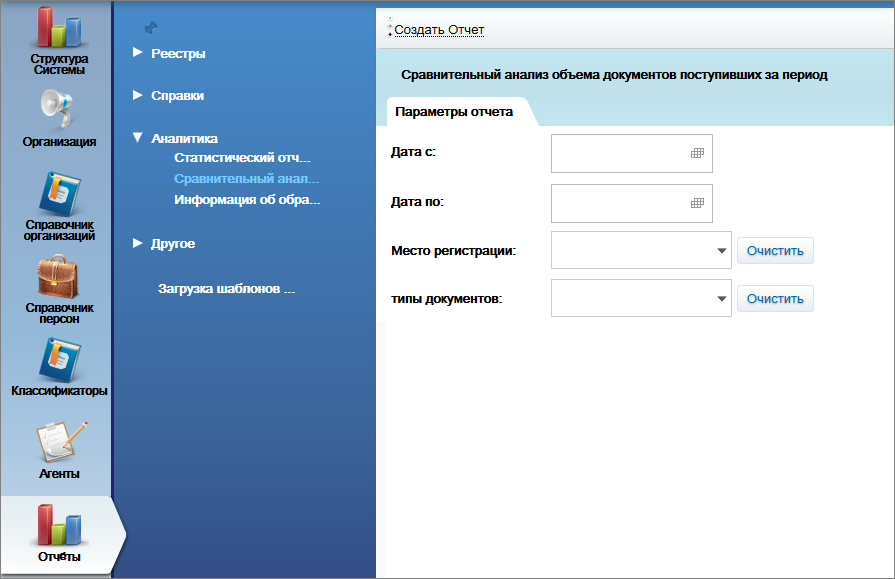 Структура
Системы
Организация
Справочник
организаций
Справочник
персон
Классификаторы
Агенты
Отчеты
Реестры
Справки
Аналитика
Статистический отч...
Сравнительный анал...
Информация об обра...
Другое
Загрузка шаблонов ...
Создать Отчет
Сравнительный анализ объема документов поступивших за период
Параметры отчета
Дата с:
Дата по:
Место регистрации:
Очистить
типы документов:
Очистить